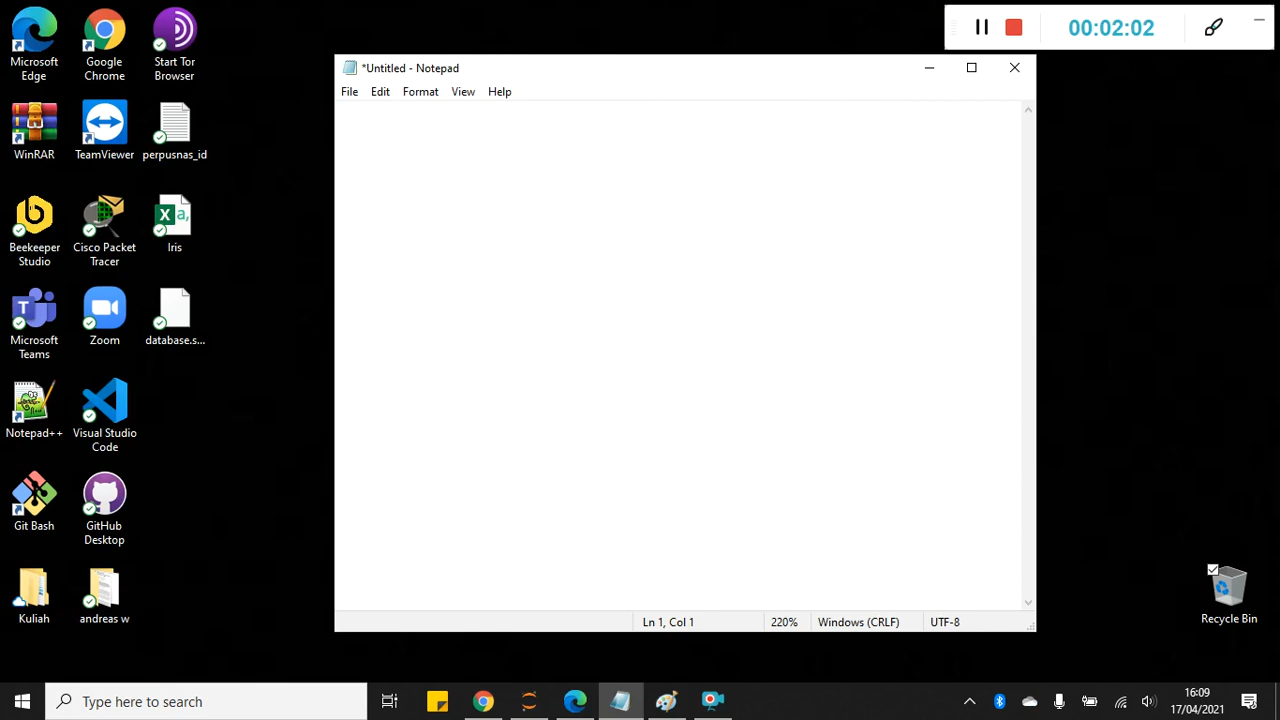 00:02:02
Microsoft Edge
Google Chrome
Start Tor Browser
*Untitled - Notepad
File Edit Format View Help
WinRAR
TeamViewer
perpusnas_id
Beekeeper Studio
Cisco Packet Tracer
Iris
Microsoft Teams
Zoom
database.s...
Notepad++
Visual Studio Code
Git Bash
GitHub Desktop
Kuliah
andreas w
Recycle Bin
Ln 1, Col 1 220% Windows (CRLF) UTF-8
Type here to search
16:09
17/04/2021